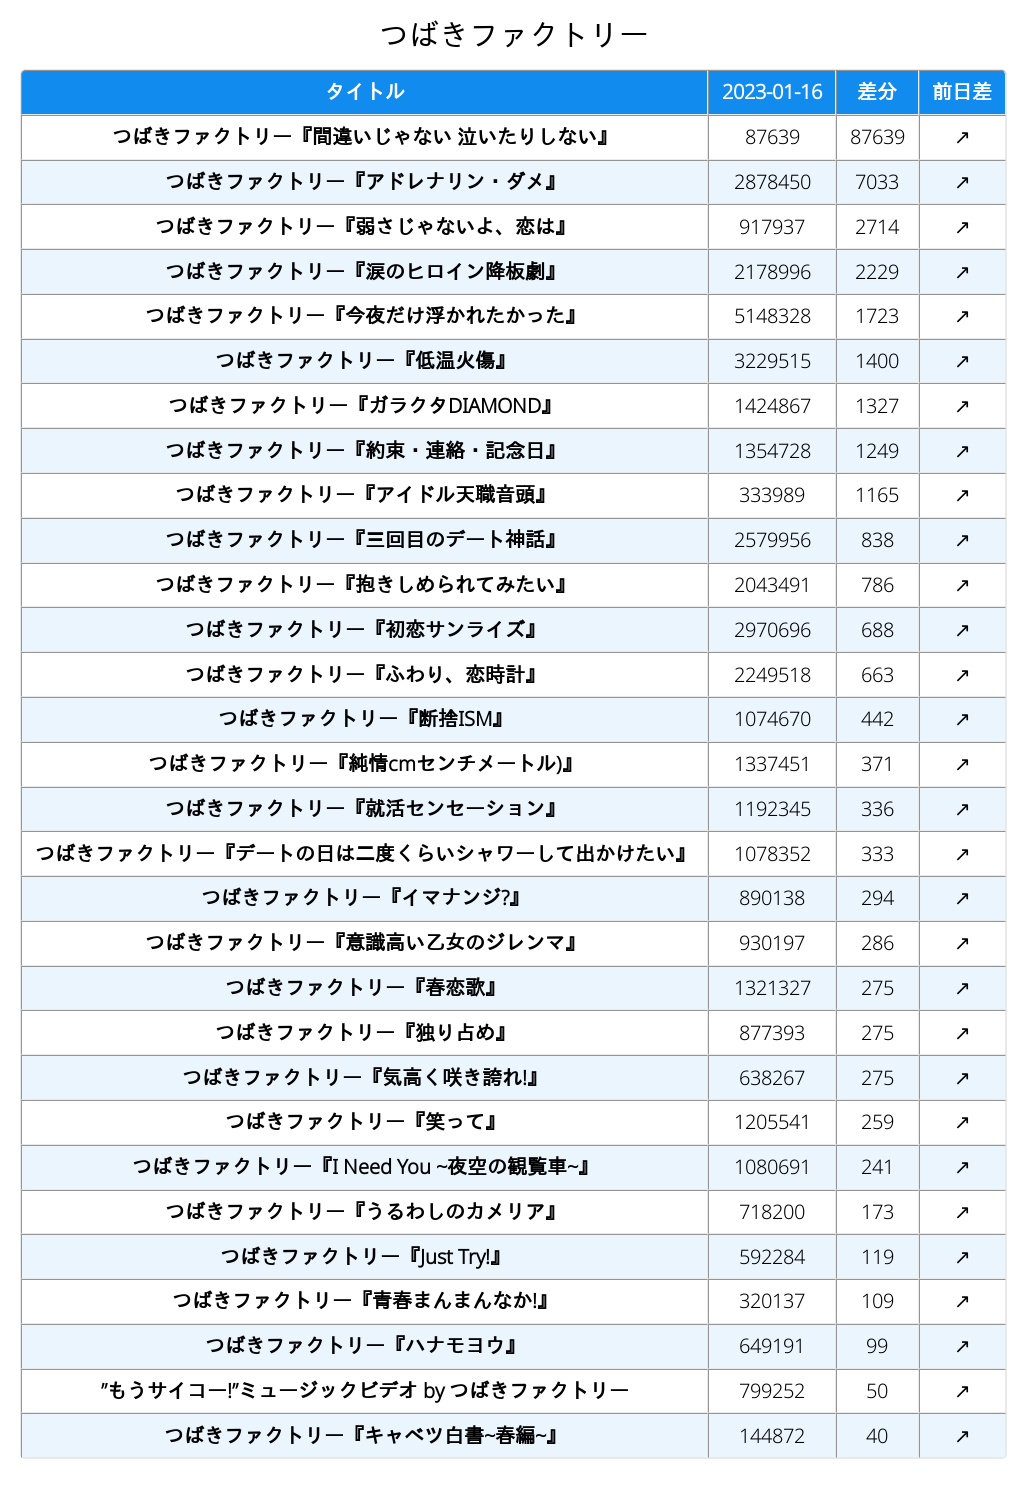 つばきファクトリー
タイトル 2023-01-16 差分 前日差
つばきファクトリー『間違いじゃない 泣いたりしない』 87639 87639 ↗
つばきファクトリー『アドレナリン・ダメ』 2878450 7033 ↗
つばきファクトリー『弱さじゃないよ、恋は』 917937 2714 ↗
つばきファクトリー『涙のヒロイン降板劇』 2178996 2229 ↗
つばきファクトリー『今夜だけ浮かれたかった』 5148328 1723 ↗
つばきファクトリー『低温火傷』 3229515 1400 ↗
つばきファクトリー『ガラクタDIAMOND』 1424867 1327 ↗
つばきファクトリー『約束・連絡・記念日』 1354728 1249 ↗
つばきファクトリー『アイドル天職音頭』 333989 1165 ↗
つばきファクトリー『三回目のデート神話』 2579956 838 ↗
つばきファクトリー『抱きしめられてみたい』 2043491 786 ↗
つばきファクトリー『初恋サンライズ』 2970696 688 ↗
つばきファクトリー『ふわり、恋時計』 2249518 663 ↗
つばきファクトリー『断捨ISM』 1074670 442 ↗
つばきファクトリー『純情cmセンチメートル)』 1337451 371 ↗
つばきファクトリー『就活センセーション』 1192345 336 ↗
つばきファクトリー『デートの日は二度くらいシャワーして出かけたい』 1078352 333 ↗
つばきファクトリー『イマナンジ?』 890138 294 ↗
つばきファクトリー『意識高い乙女のジレンマ』 930197 286 ↗
つばきファクトリー『春恋歌』 1321327 275 ↗
つばきファクトリー『独り占め』 877393 275 ↗
つばきファクトリー『気高く咲き誇れ!』 638267 275 ↗
つばきファクトリー『笑って』 1205541 259 ↗
つばきファクトリー『I Need You ~夜空の観覧車~』 1080691 241 ↗
つばきファクトリー『うるわしのカメリア』 718200 173 ↗
つばきファクトリー『Just Try!』 592284 119 ↗
つばきファクトリー『青春まんまんなか!』 320137 109 ↗
つばきファクトリー『ハナモヨウ』 649191 99 ↗
”もうサイコー!”ミュージックビデオ by つばきファクトリー 799252 50 ↗
つばきファクトリー『キャベツ白書~春編~』 144872 40 ↗